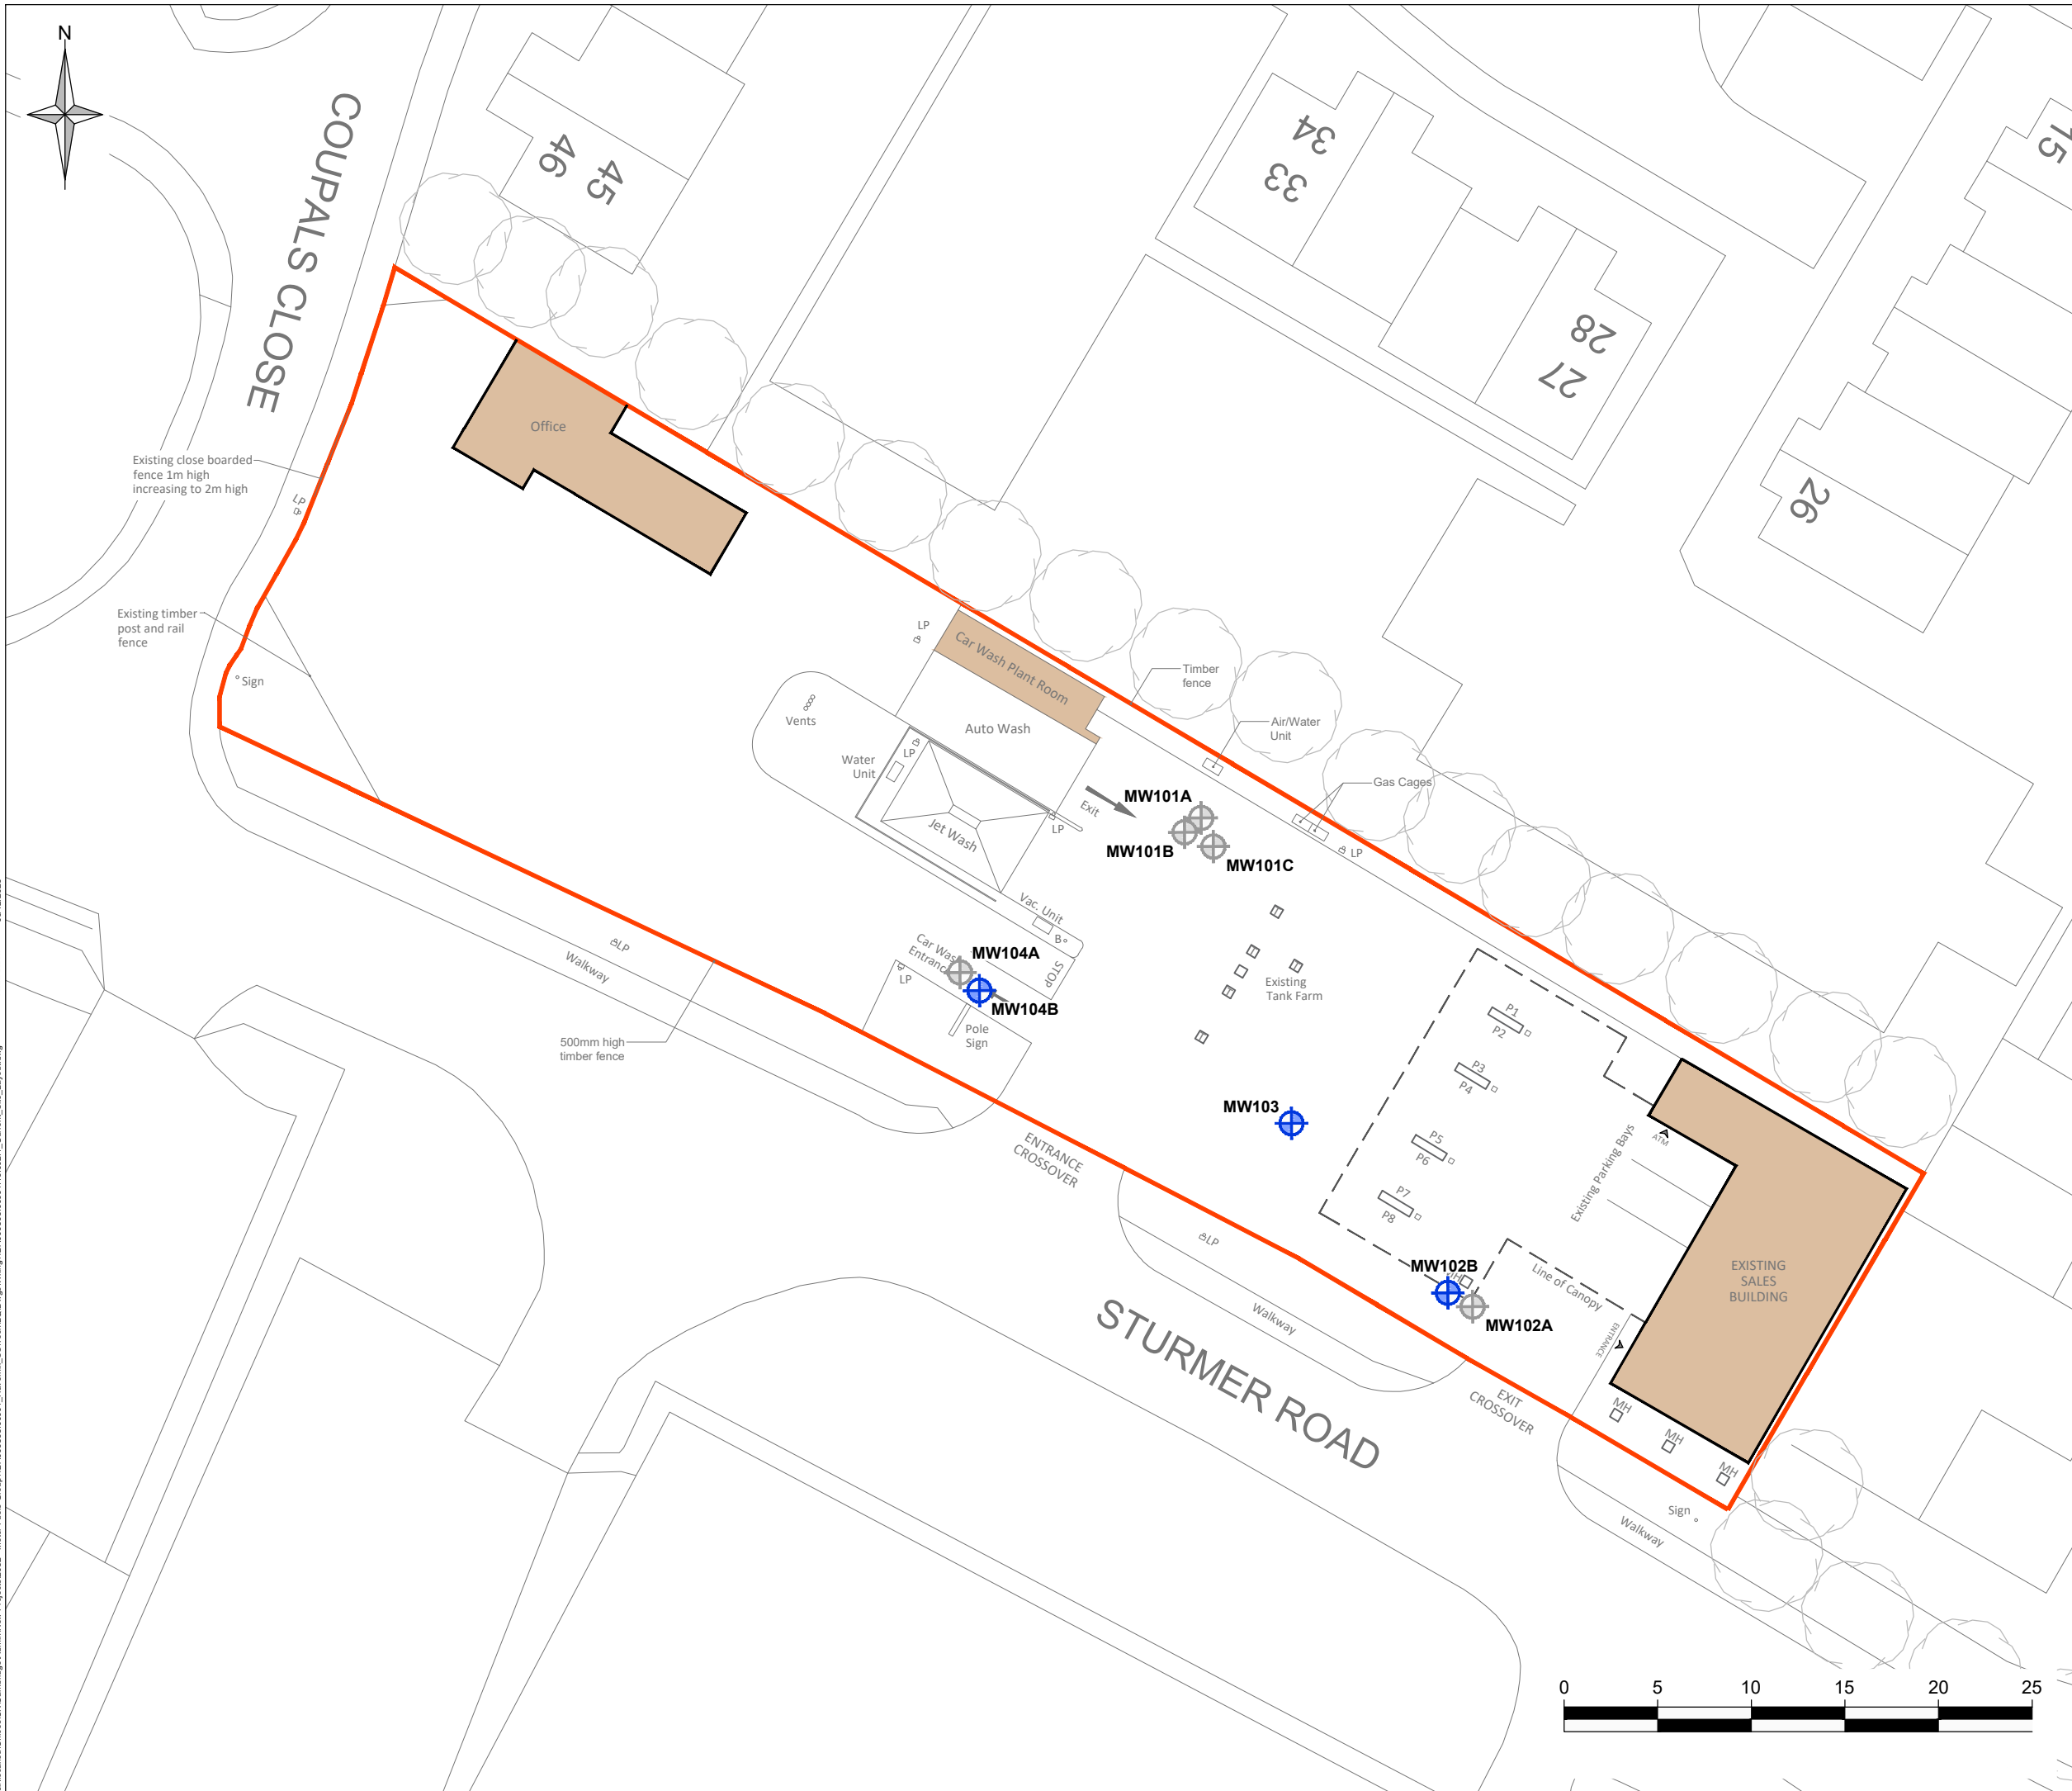 N
COUPALS CLOSE
46
45
34
33
28
27
26
15
Office
Existing close boarded
fence 1m high
increasing to 2m high
LP
Existing timber
post and rail
fence
Sign
LP
Car Wash Plant Room
Timber
fence
Vents
Auto Wash
Air/Water
Unit
Water
Unit
LP
Gas Cages
MW101A
Exit
Jet Wash
LP
MW101B
MW101C
LP
Vac. Unit
B
Car Was
Entranc
MW104A
STOP
LP
LP
Walkway
MW104B
Existing
Tank Farm
Pole
Sign
500mm high
timber fence
P1
P2
P3
P4
MW103
P5
P6
ATM
Existing Parking Bays
ENTRANCE
CROSSOVER
P7
P8
LP
MW102B
Line of Canopy
EXISTING
SALES
BUILDING
MW102A
Walkway
ENTRANCE
STURMER ROAD
EXIT
CROSSOVER
MH
MH
MH
Sign
Walkway
0 5 10 15 20 25